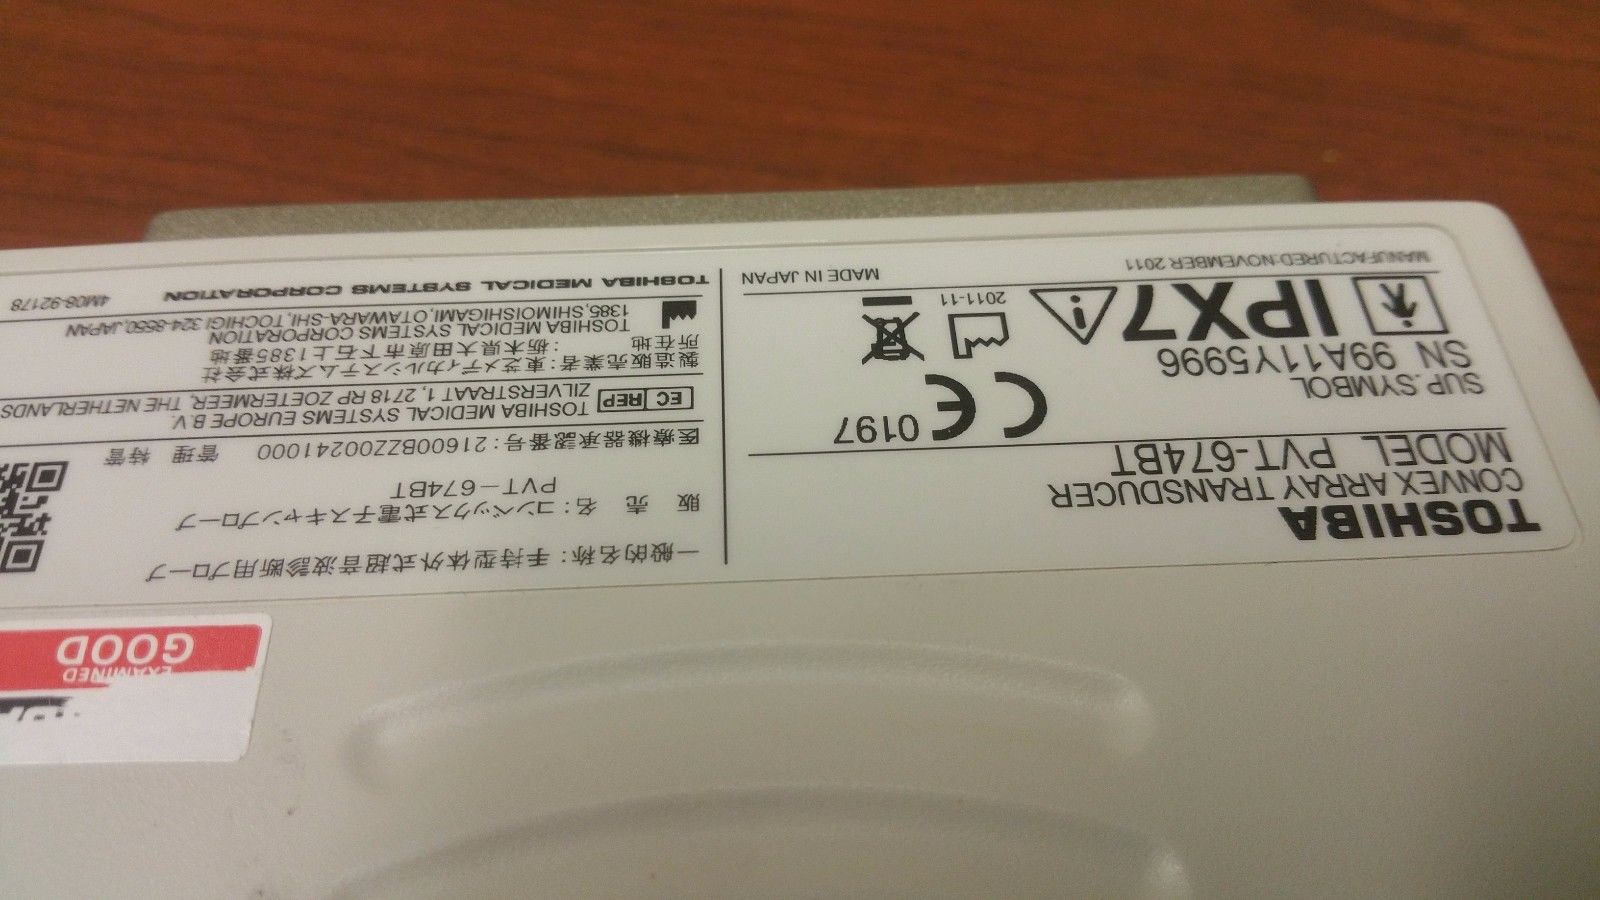 TOSHIBA
CONVEX ARRAY TRANSDUCER
MODEL PVT-674BT
CE 0197
SUP.SYMBOL
SN 99A11Y5996
IPX7
2011-11
MADE IN JAPAN
MANUFACTURED NOVEMBER 2011
一般的名称：手持型体外式超音波診断用プローブ
販売名：コンベックス式電子スキャンプローブ
PVT－674BT
医療機器承認番号：21600BZZ00241000 管理 特管
EC REP
TOSHIBA MEDICAL SYSTEMS EUROPE B.V.
ZILVERSTRAAT 1, 2718 RP ZOETERMEER, THE NETHERLANDS
製造販売業者：東芝メディカルシステムズ株式会社
所在地：栃木県大田原市下石上1385番地
TOSHIBA MEDICAL SYSTEMS CORPORATION
1385,SHIMOISHIGAMI,OTAWARA-SHI,TOCHIGI 324-8550,JAPAN
TOSHIBA MEDICAL SYSTEMS CORPORATION
4M08-92178
EXAMINED
GOOD